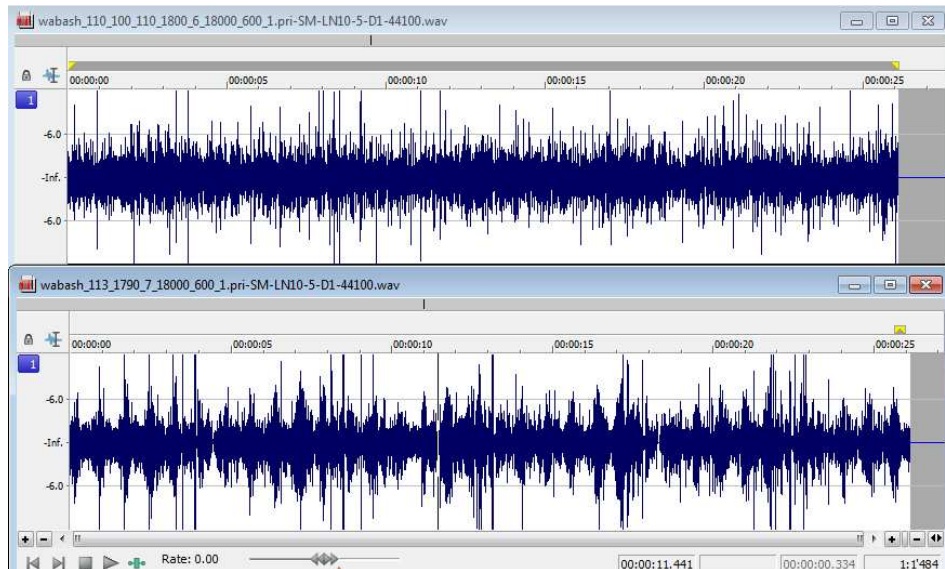 wabash_110_100_110_1800_6_18000_600_1.pri-SM-LN10-5-D1-44100.wav
00:00:00 00:00:05 00:00:10 00:00:15 00:00:20 00:00:25
1
-6.0
-Inf.
-6.0
wabash_113_1790_7_18000_600_1.pri-SM-LN10-5-D1-44100.wav
00:00:00 00:00:05 00:00:10 00:00:15 00:00:20 00:00:25
1
-6.0
-Inf.
-6.0
Rate: 0.00 00:00:11.441 00:00:00.334 1:1'484